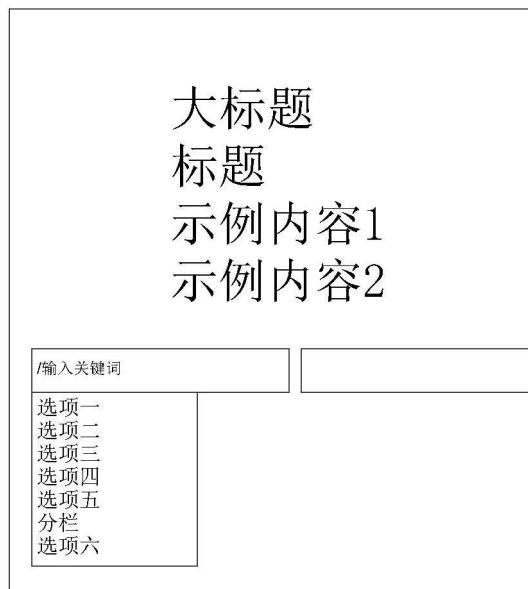 大标题
标题
示例内容1
示例内容2
/输入关键词
选项一
选项二
选项三
选项四
选项五
分栏
选项六